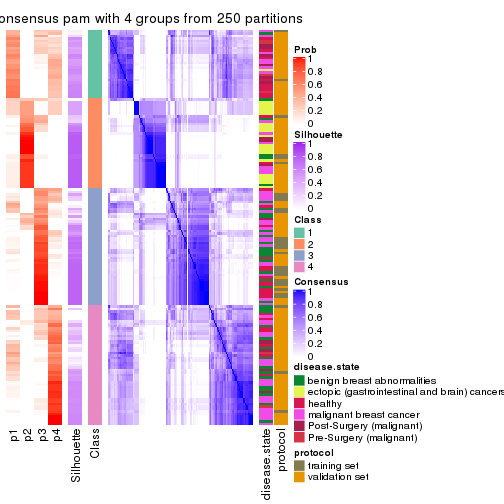 onsensus pam with 4 groups from 250 partitions
Prob
1
0.8
0.6
0.4
0.2
0
Silhouette
1
0.8
0.6
0.4
0.2
0
Class
1
2
3
4
Consensus
1
0.8
0.6
0.4
0.2
0
disease.state
benign breast abnormalities
ectopic (gastrointestinal and brain) cancers
healthy
malignant breast cancer
Post-Surgery (malignant)
Pre-Surgery (malignant)
protocol
training set
validation set
p1
p2
p3
p4
Silhouette
Class
disease.state
protocol